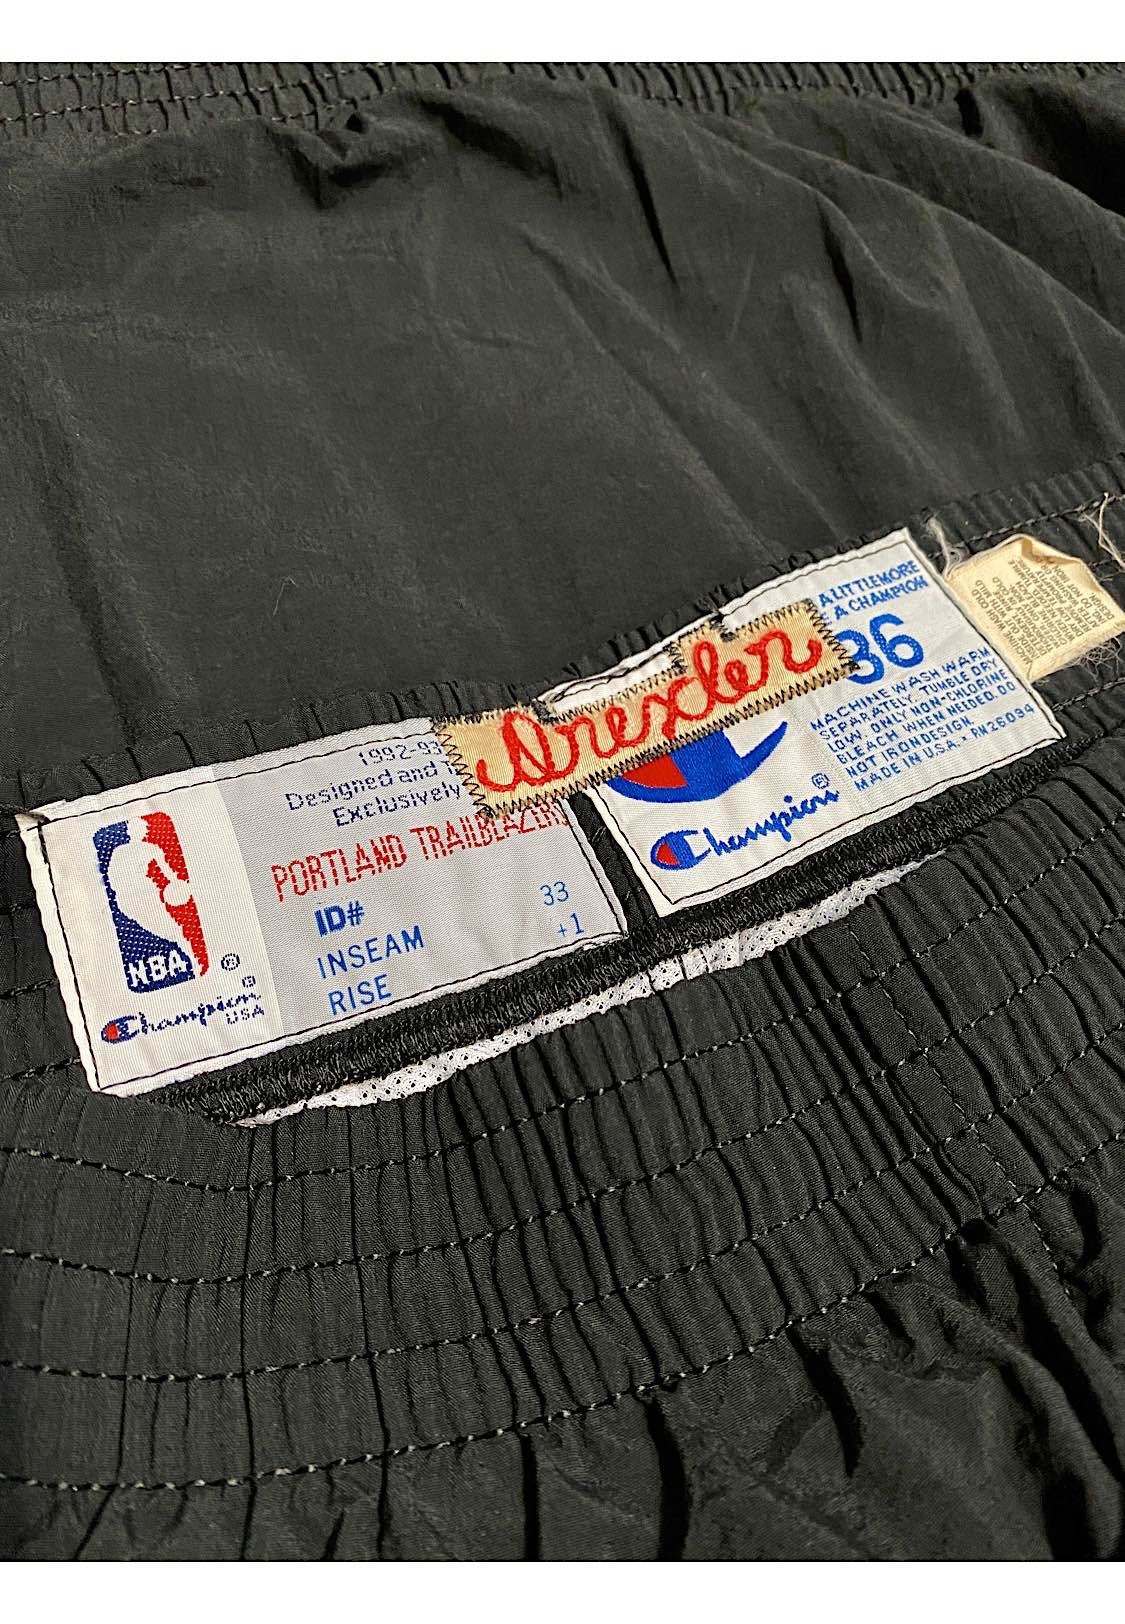 1992-93
Designed and
Exclusively
PORTLAND TRAILBLAZERS
ID#
INSEAM 33
RISE +1
NBA®
Champion®
USA
Drexler
A LITTLE MORE
A CHAMPION
36
MACHINE WASH WARM
SEPARATELY. TUMBLE DRY
LOW. ONLY NON-CHLORINE
BLEACH WHEN NEEDED. DO
NOT IRON DESIGN.
MADE IN U.S.A.
Champion®